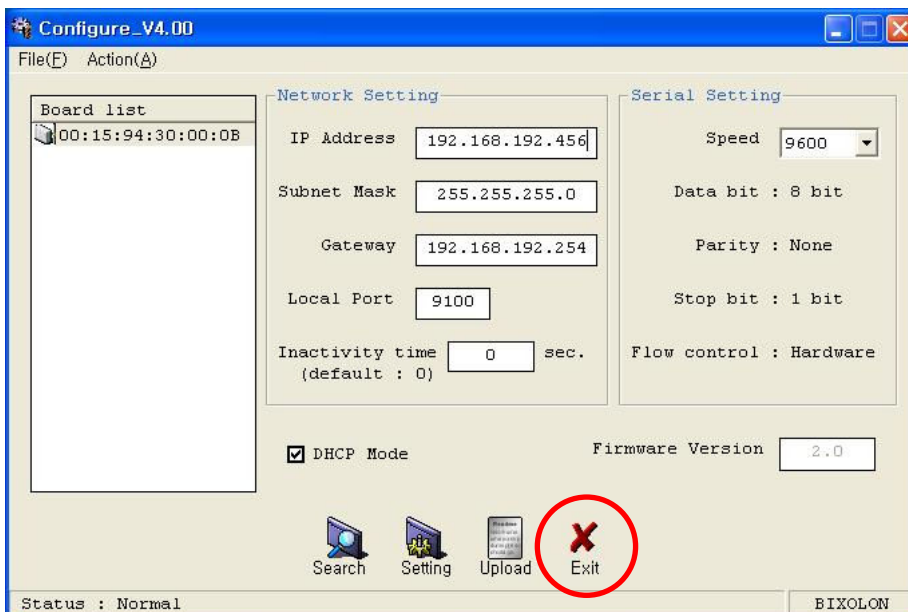 Configure_V4.00
File(F) Action(A)
Board list
00:15:94:30:00:0B
Network Setting
IP Address 192.168.192.456
Subnet Mask 255.255.255.0
Gateway 192.168.192.254
Local Port 9100
Inactivity time 0 sec.
(default : 0)
Serial Setting
Speed 9600
Data bit : 8 bit
Parity : None
Stop bit : 1 bit
Flow control : Hardware
DHCP Mode
Firmware Version 2.0
Search Setting Upload Exit
Status : Normal BIXOLON